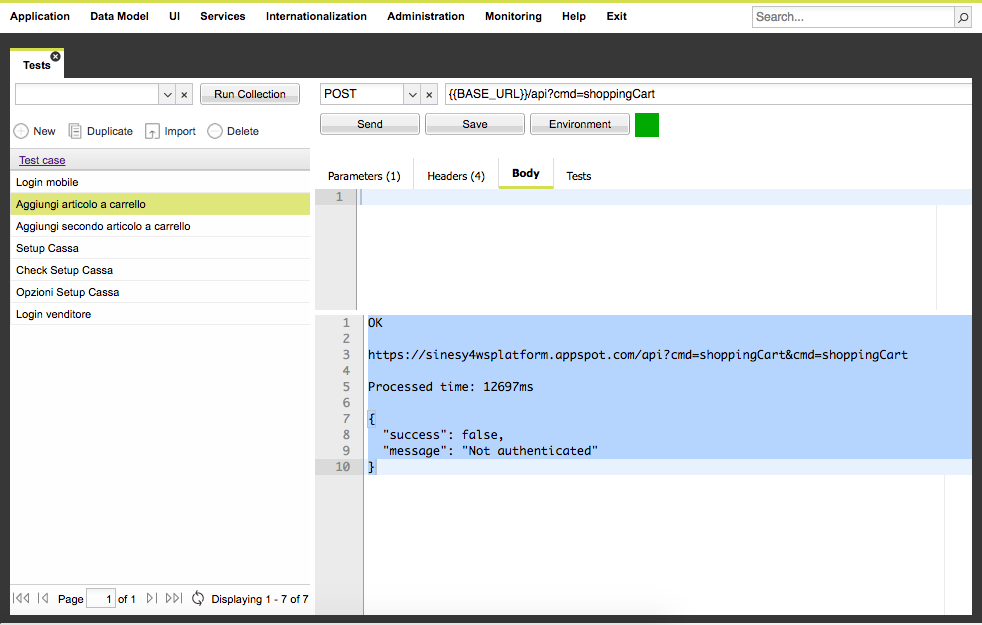 Application Data Model UI Services Internationalization Administration Monitoring Help Exit Search...
Tests
Run Collection POST {{BASE_URL}}/api?cmd=shoppingCart
Send Save Environment
New Duplicate Import Delete
Test case
Login mobile
Aggiungi articolo a carrello
Aggiungi secondo articolo a carrello
Setup Cassa
Check Setup Cassa
Opzioni Setup Cassa
Login venditore
Page 1 of 1 Displaying 1 - 7 of 7
Parameters (1) Headers (4) Body Tests
1
1 OK
2
3 https://sinesy4wsplatform.appspot.com/api?cmd=shoppingCart&cmd=shoppingCart
4
5 Processed time: 12697ms
6
7 {
8 "success": false,
9 "message": "Not authenticated"
10 }